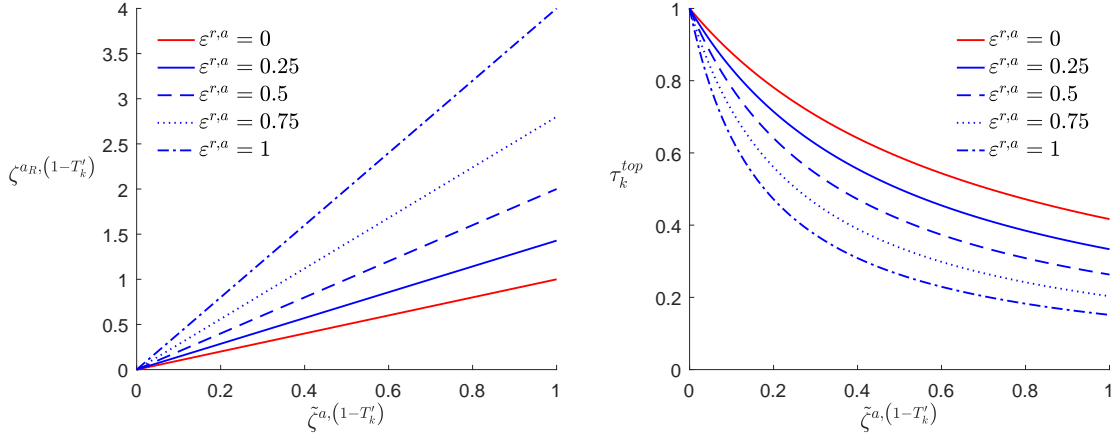 4
3.5
3
2.5
2
1.5
1
0.5
0
ζ^{a_R,(1−T′_k)}
ε^{r,a} = 0
ε^{r,a} = 0.25
ε^{r,a} = 0.5
ε^{r,a} = 0.75
ε^{r,a} = 1
0 0.2 0.4 0.6 0.8 1
ζ̃^{a,(1−T′_k)}
1
0.8
0.6
0.4
0.2
0
τ_k^{top}
ε^{r,a} = 0
ε^{r,a} = 0.25
ε^{r,a} = 0.5
ε^{r,a} = 0.75
ε^{r,a} = 1
0 0.2 0.4 0.6 0.8 1
ζ̃^{a,(1−T′_k)}